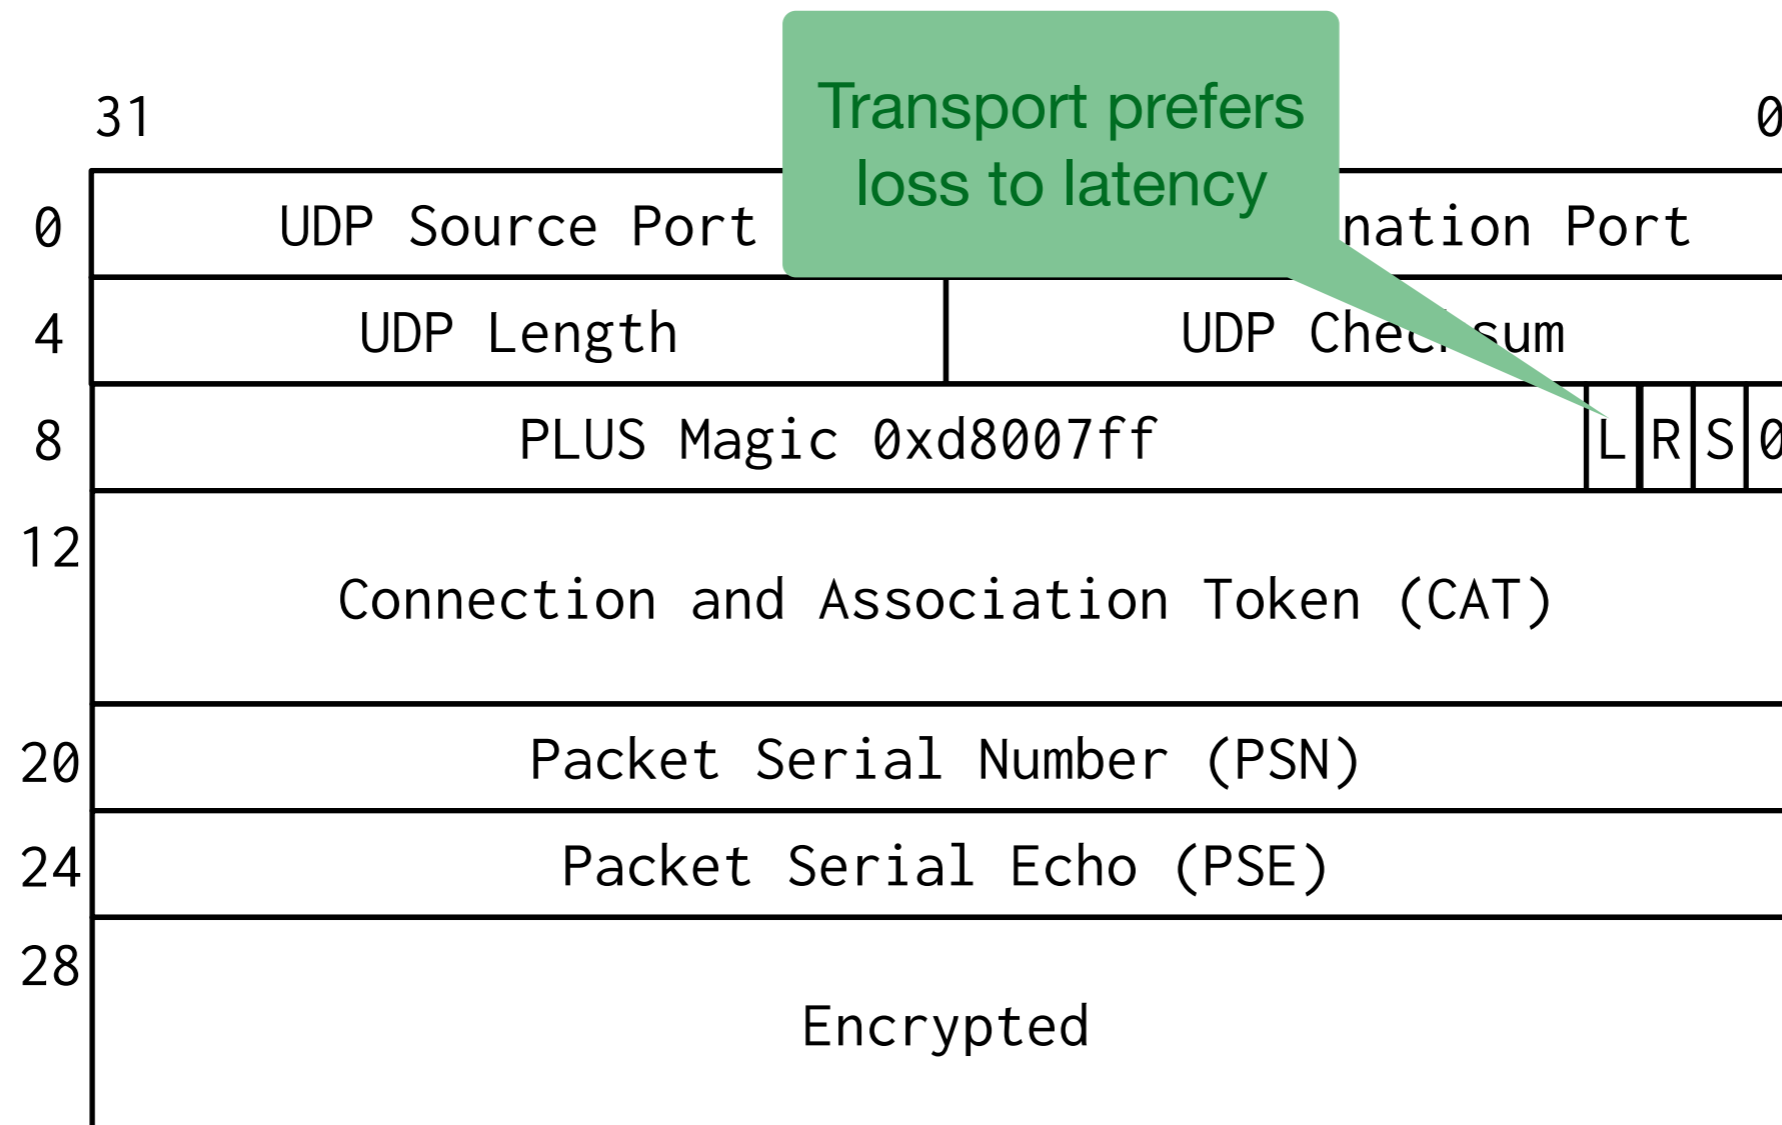 Transport prefers
loss to latency
31 0
0 UDP Source Port nation Port
4 UDP Length UDP Checksum
8 PLUS Magic 0xd8007ff L R S 0
12
Connection and Association Token (CAT)
20 Packet Serial Number (PSN)
24 Packet Serial Echo (PSE)
28
Encrypted